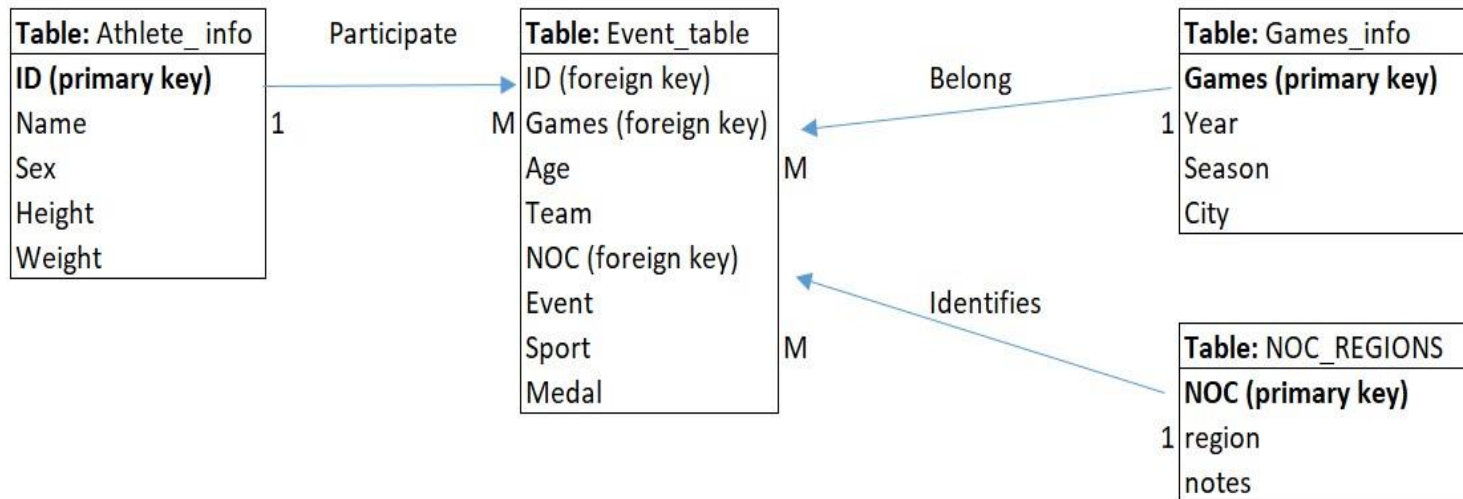 Table: Athlete_ info
ID (primary key)
Name
Sex
Height
Weight
Participate
1
M
Table: Event_table
ID (foreign key)
Games (foreign key)
Age
Team
NOC (foreign key)
Event
Sport
Medal
Belong
M
1
Table: Games_info
Games (primary key)
Year
Season
City
Identifies
M
1
Table: NOC_REGIONS
NOC (primary key)
region
notes